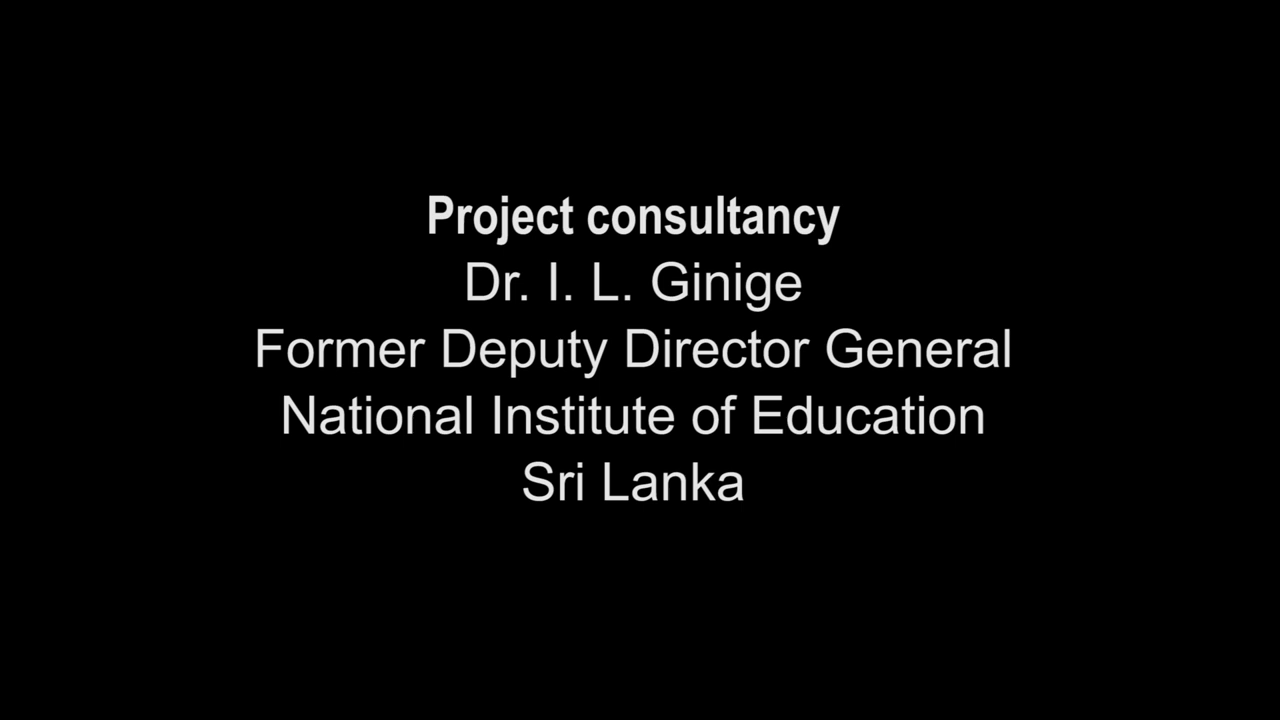 Project consultancy
Dr. I. L. Ginige
Former Deputy Director General
National Institute of Education
Sri Lanka